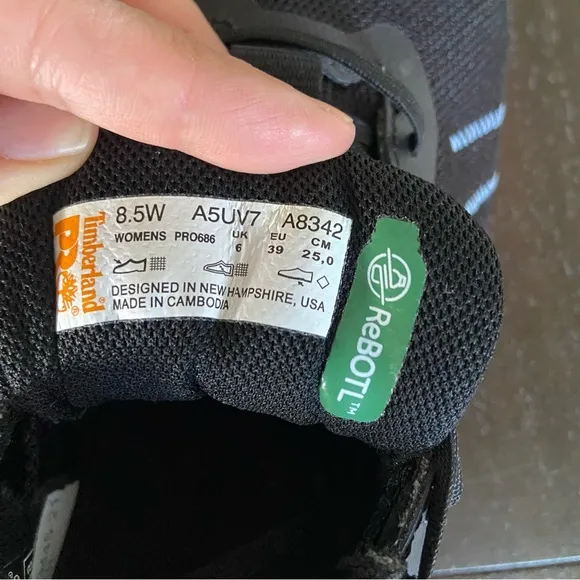 Timberland®
PRO®
8.5W A5UV7 A8342
WOMENS PRO686 UK EU CM
6 39 25,0
DESIGNED IN NEW HAMPSHIRE, USA
MADE IN CAMBODIA
ReBOTL™